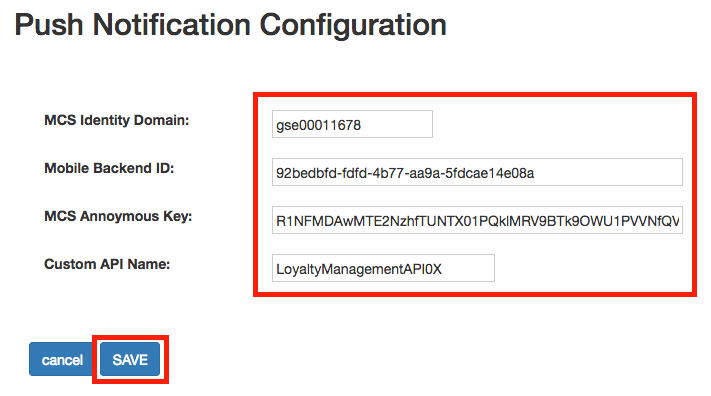 Push Notification Configuration
MCS Identity Domain: gse00011678
Mobile Backend ID: 92bedbfd-fdfd-4b77-aa9a-5fdcae14e08a
MCS Annoymous Key: R1NFMDAwMTE2NzhfTUNTX01PQklMRV9BTk9OWU1PVVNfQV
Custom API Name: LoyaltyManagementAPI0X
cancel SAVE